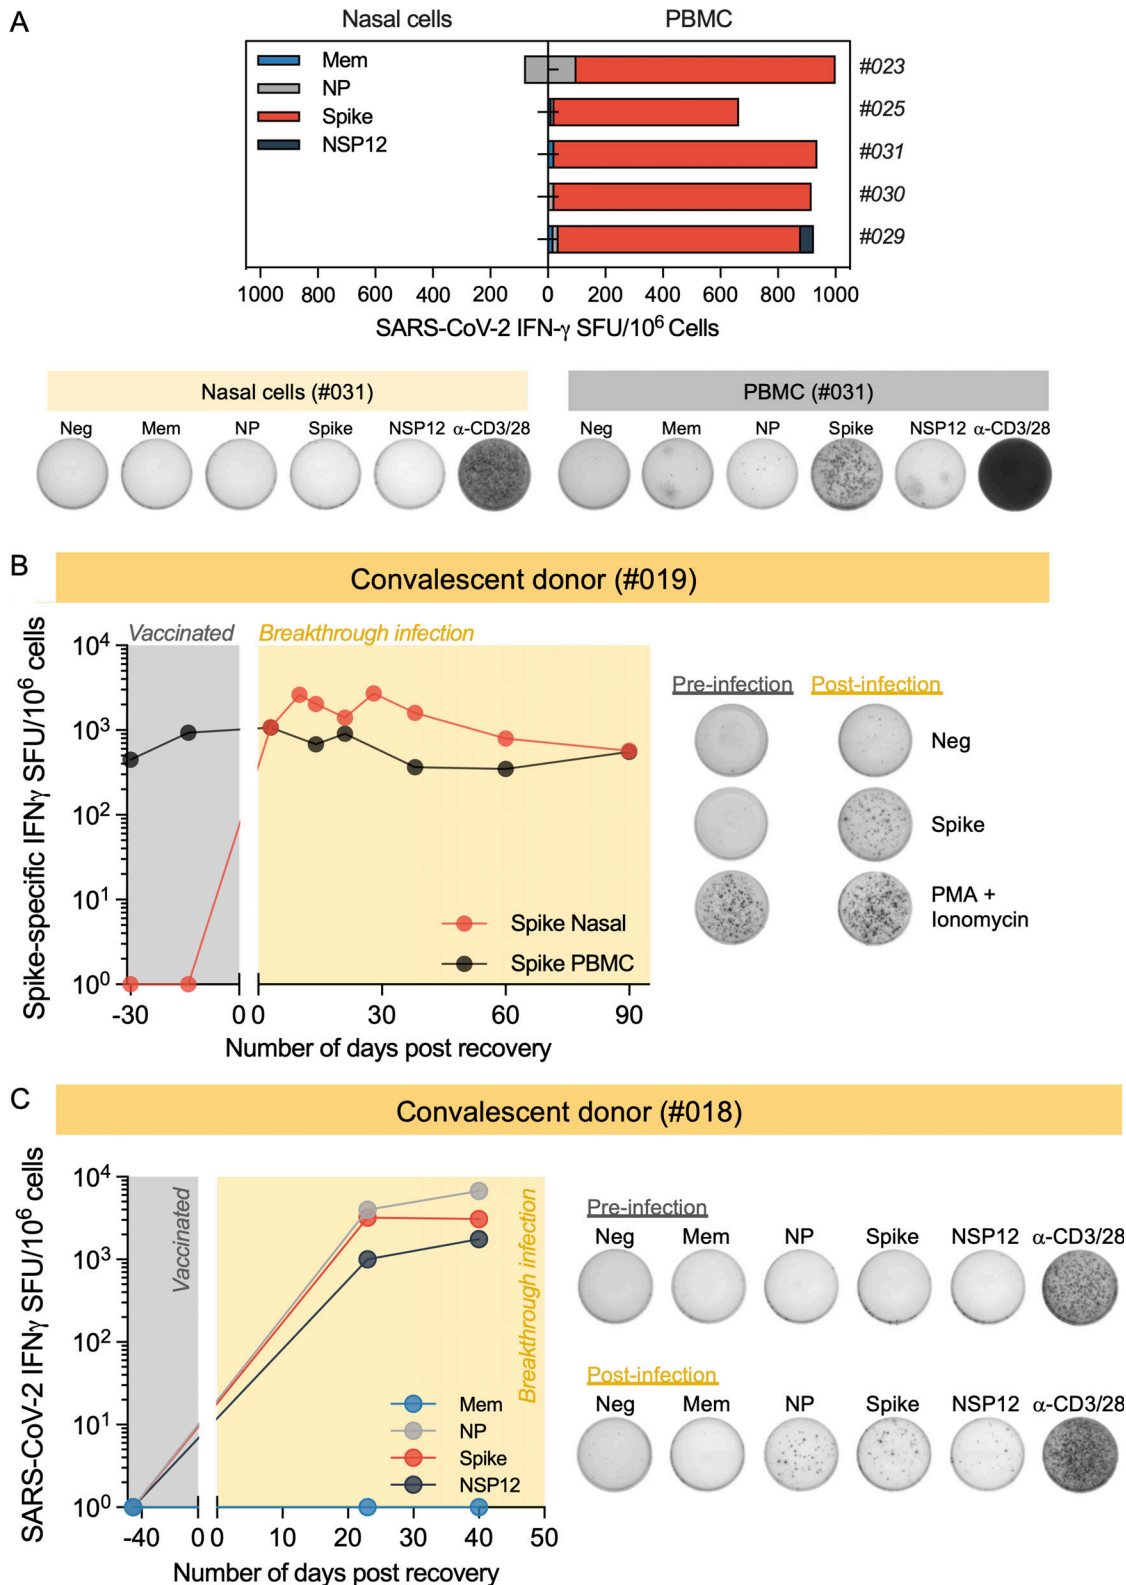 A
Nasal cells PBMC
Mem
NP
Spike
NSP12
#023
#025
#031
#030
#029
1000 800 600 400 200 0 200 400 600 800 1000
SARS-CoV-2 IFN-γ SFU/10⁶ Cells
Nasal cells (#031) PBMC (#031)
Neg Mem NP Spike NSP12 α-CD3/28 Neg Mem NP Spike NSP12 α-CD3/28
B
Convalescent donor (#019)
Vaccinated Breakthrough infection
Spike-specific IFNγ SFU/10⁶ cells
10⁴
10³
10²
10¹
10⁰
Spike Nasal
Spike PBMC
-30 0 0 30 60 90
Number of days post recovery
Pre-infection Post-infection
Neg
Spike
PMA +
Ionomycin
C
Convalescent donor (#018)
SARS-CoV-2 IFNγ SFU/10⁶ cells
10⁴
10³
10²
10¹
10⁰
Vaccinated
Breakthrough infection
Mem
NP
Spike
NSP12
-40 0 0 10 20 30 40 50
Number of days post recovery
Pre-infection
Neg Mem NP Spike NSP12 α-CD3/28
Post-infection
Neg Mem NP Spike NSP12 α-CD3/28